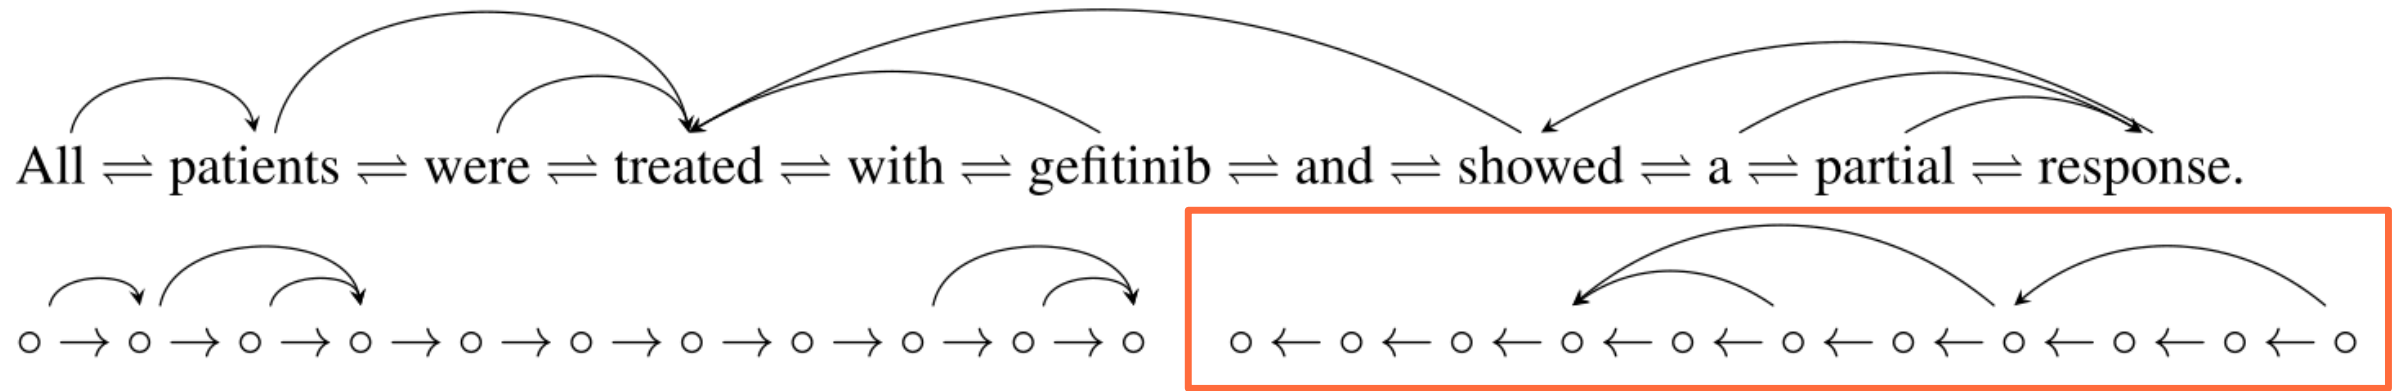 All ⇌ patients ⇌ were ⇌ treated ⇌ with ⇌ gefitinib ⇌ and ⇌ showed ⇌ a ⇌ partial ⇌ response.